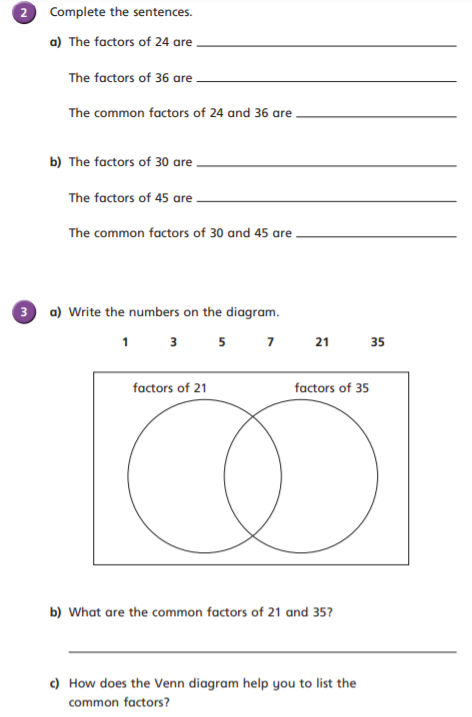 2 Complete the sentences.
a) The factors of 24 are
The factors of 36 are
The common factors of 24 and 36 are
b) The factors of 30 are
The factors of 45 are
The common factors of 30 and 45 are
3 a) Write the numbers on the diagram.
1 3 5 7 21 35
factors of 21 factors of 35
b) What are the common factors of 21 and 35?
c) How does the Venn diagram help you to list the
common factors?